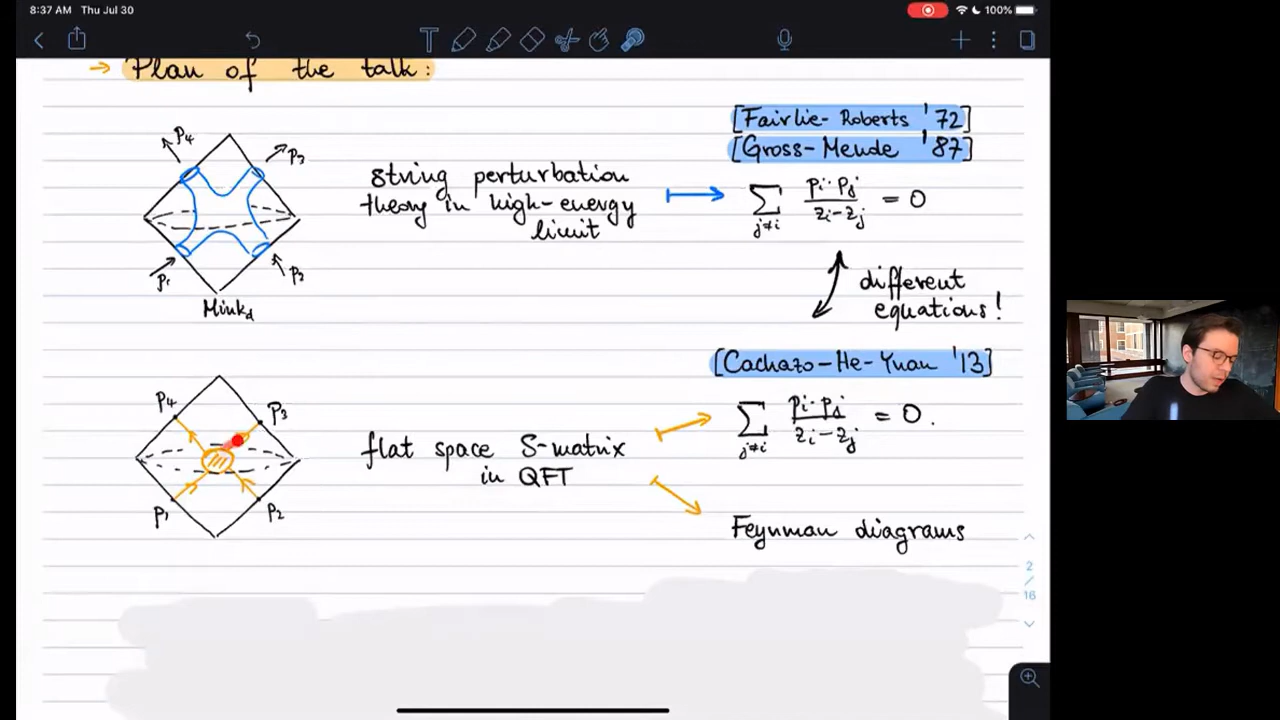 8:37 AM Thu Jul 30
100%
→ Plan of the talk:
[Fairlie-Roberts '72]
[Gross-Mende '87]
p4
p3
string perturbation
theory in high-energy
limit
∑ j≠i pi·pj / zi-zj = 0
p1
p2
Mink_d
different
equations!
[Cachazo-He-Yuan '13]
p4
p3
∑ j≠i pi·pj / zi-zj = 0.
flat space S-matrix
in QFT
p1
p2
Feynman diagrams
2
/
16